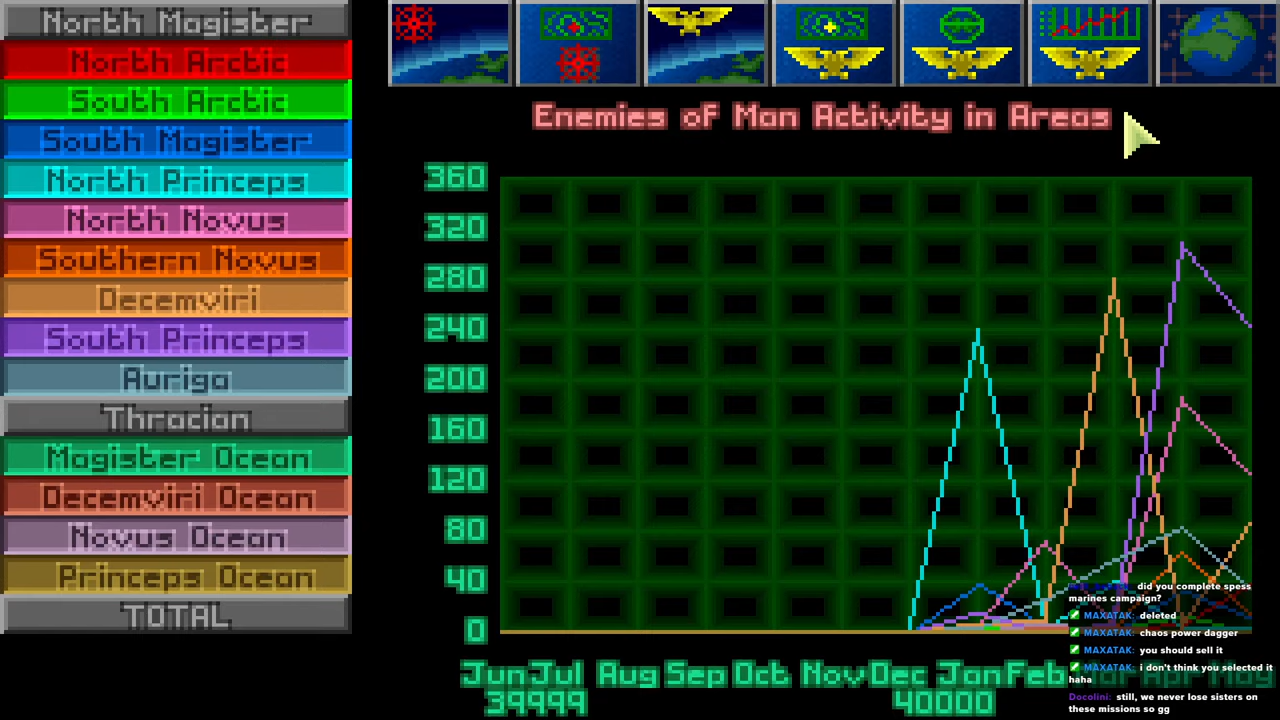 North Magister
North Arctic
South Arctic
South Magister
North Princeps
North Novus
Southern Novus
Decemviri
South Princeps
Auriga
Thracian
Magister Ocean
Decemviri Ocean
Novus Ocean
Princeps Ocean
TOTAL
Enemies of Man Activity in Areas
360
320
280
240
200
160
120
80
40
0
Jun Jul Aug Sep Oct Nov Dec Jan Feb Mar Apr May
39999 40000
did you complete spess
marines campaign?
MAXATAK: deleted
MAXATAK: chaos power dagger
MAXATAK: you should sell it
MAXATAK: i don't think you selected it
haha
Docolini: still, we never lose sisters on
these missions so gg